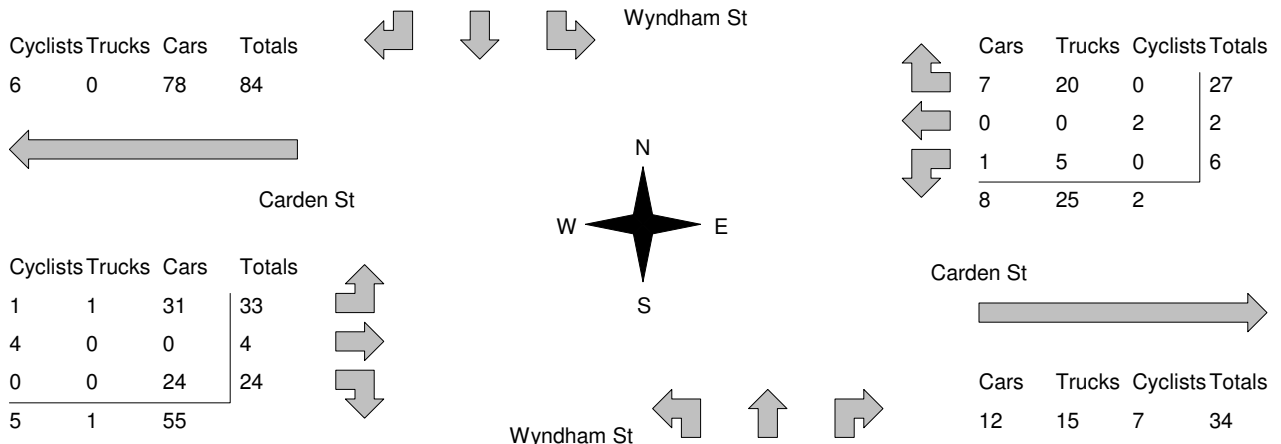 Wyndham St
Cyclists Trucks Cars Totals
6 0 78 84
Cars Trucks Cyclists Totals
7 20 0 27
0 0 2 2
1 5 0 6
8 25 2
N
W E
S
Carden St
Cyclists Trucks Cars Totals
1 1 31 33
4 0 0 4
0 0 24 24
5 1 55
Carden St
Cars Trucks Cyclists Totals
12 15 7 34
Wyndham St